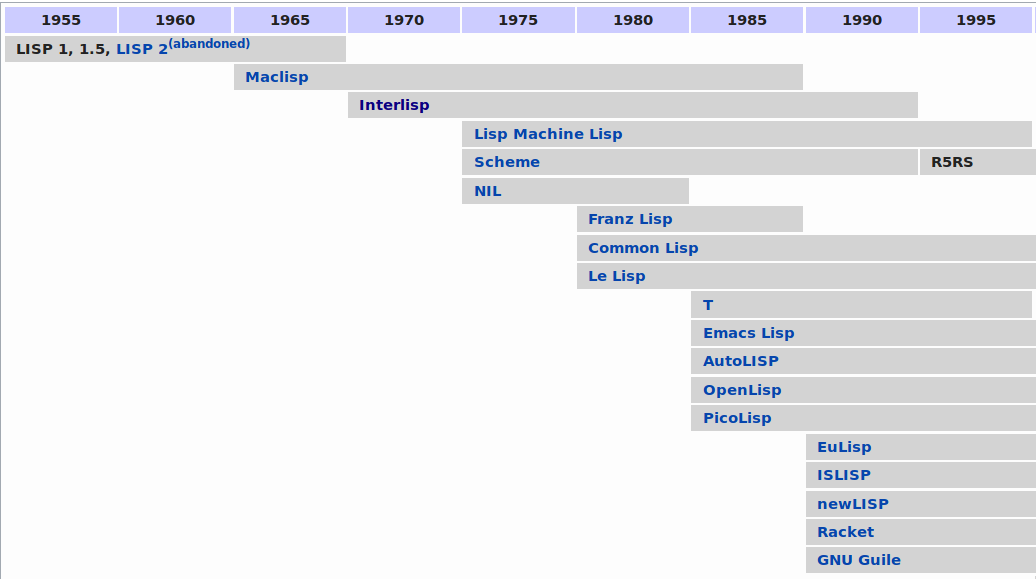 1955 1960 1965 1970 1975 1980 1985 1990 1995
LISP 1, 1.5, LISP 2(abandoned)
Maclisp
Interlisp
Lisp Machine Lisp
Scheme R5RS
NIL
Franz Lisp
Common Lisp
Le Lisp
T
Emacs Lisp
AutoLISP
OpenLisp
PicoLisp
EuLisp
ISLISP
newLISP
Racket
GNU Guile